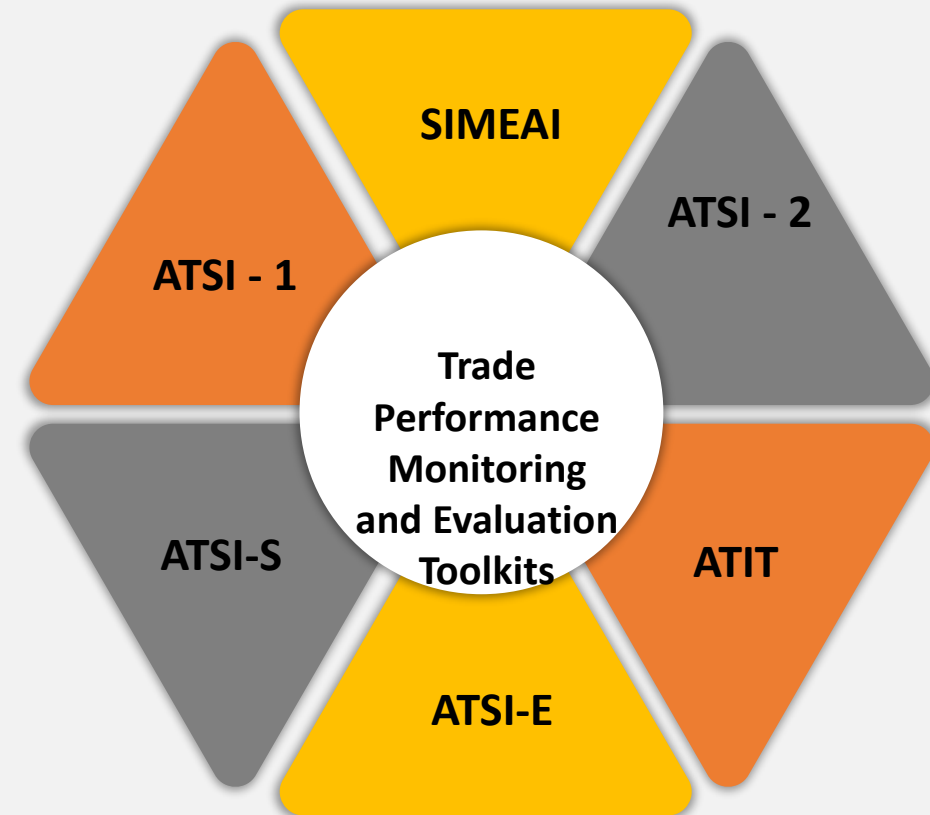 SIMEAI
ATSI - 2
ATSI - 1
Trade
Performance
Monitoring
and Evaluation
Toolkits
ATSI-S
ATIT
ATSI-E